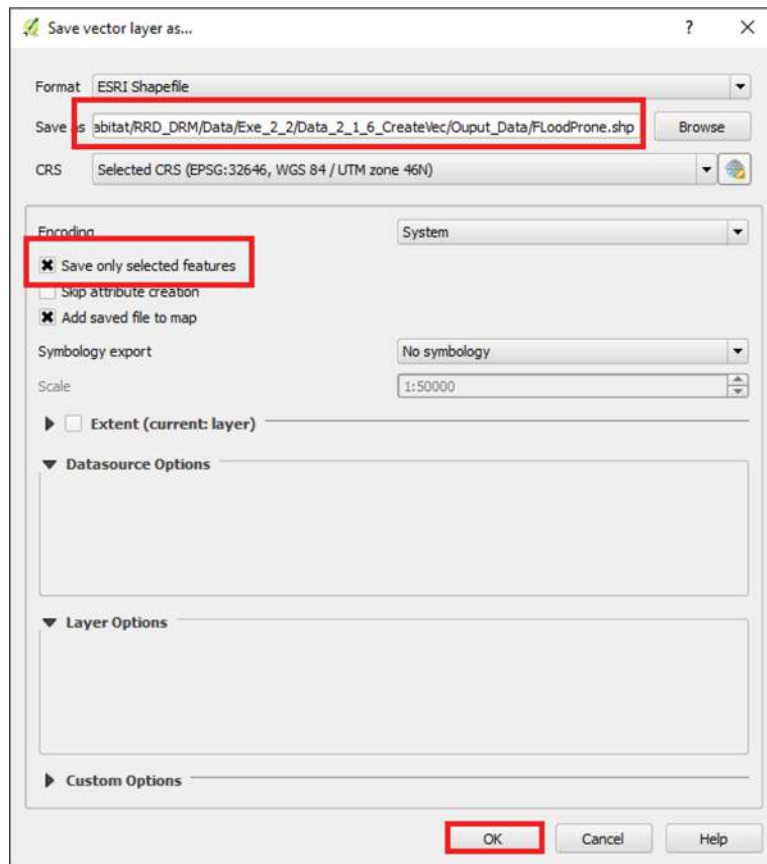 Save vector layer as...
Format ESRI Shapefile
Save as abitat/RRD_DRM/Data/Exe_2_2/Data_2_1_6_CreateVec/Ouput_Data/FLoodProne.shp Browse
CRS Selected CRS (EPSG:32646, WGS 84 / UTM zone 46N)
Encoding System
Save only selected features
Skip attribute creation
Add saved file to map
Symbology export No symbology
Scale 1:50000
Extent (current: layer)
Datasource Options
Layer Options
Custom Options
OK Cancel Help